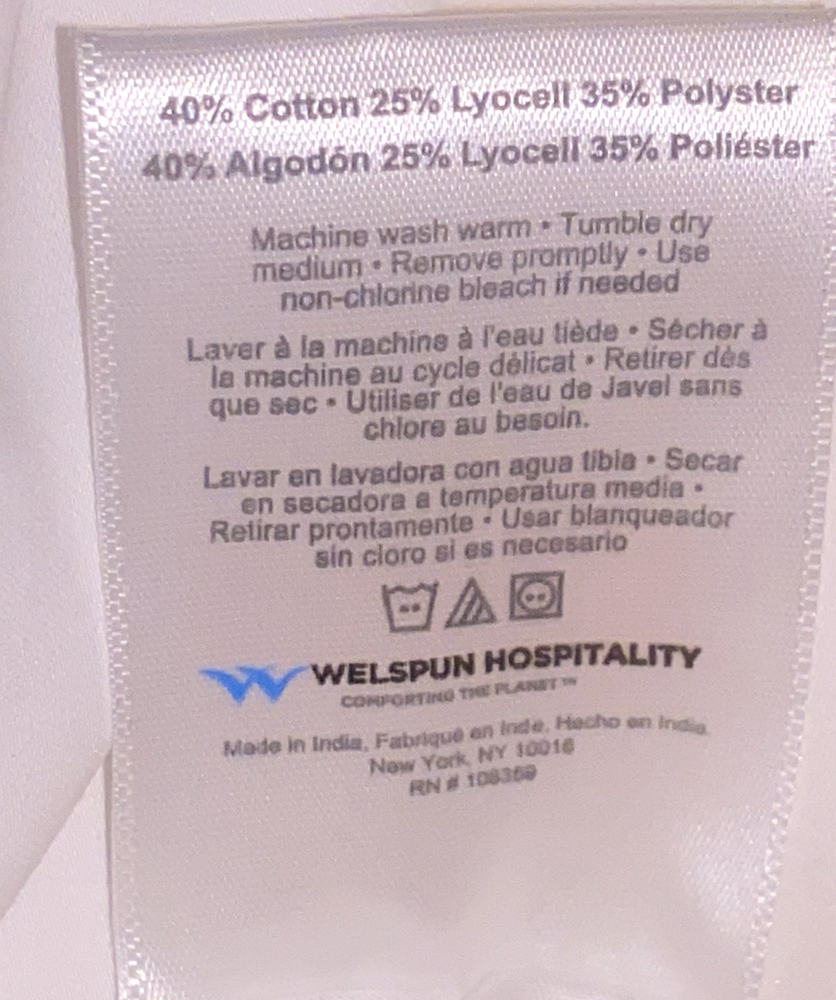 40% Cotton 25% Lyocell 35% Polyster
40% Algodón 25% Lyocell 35% Poliéster
Machine wash warm • Tumble dry
medium • Remove promptly • Use
non-chlorine bleach if needed
Laver à la machine à l'eau tiède • Sécher à
la machine au cycle délicat • Retirer dès
que sec • Utiliser de l'eau de Javel sans
chlore au besoin.
Lavar en lavadora con agua tibia • Secar
en secadora a temperatura media •
Retirar prontamente • Usar blanqueador
sin cloro si es necesario
WELSPUN HOSPITALITY
COMFORTING THE PLANET™
Made in India, Fabriqué en Inde, Hecho en India,
New York, NY 10016
RN #